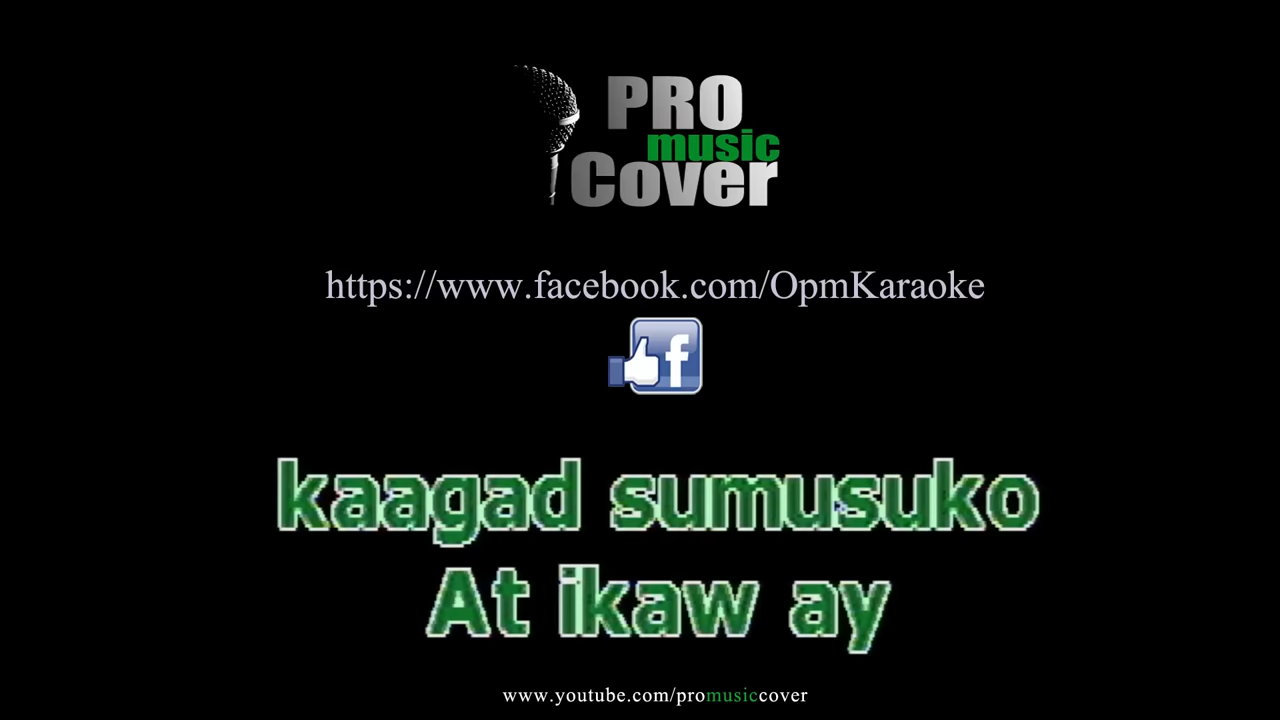 PRO
music
Cover
https://www.facebook.com/OpmKaraoke
f
kaagad sumusuko
At ikaw ay
www.youtube.com/promusiccover